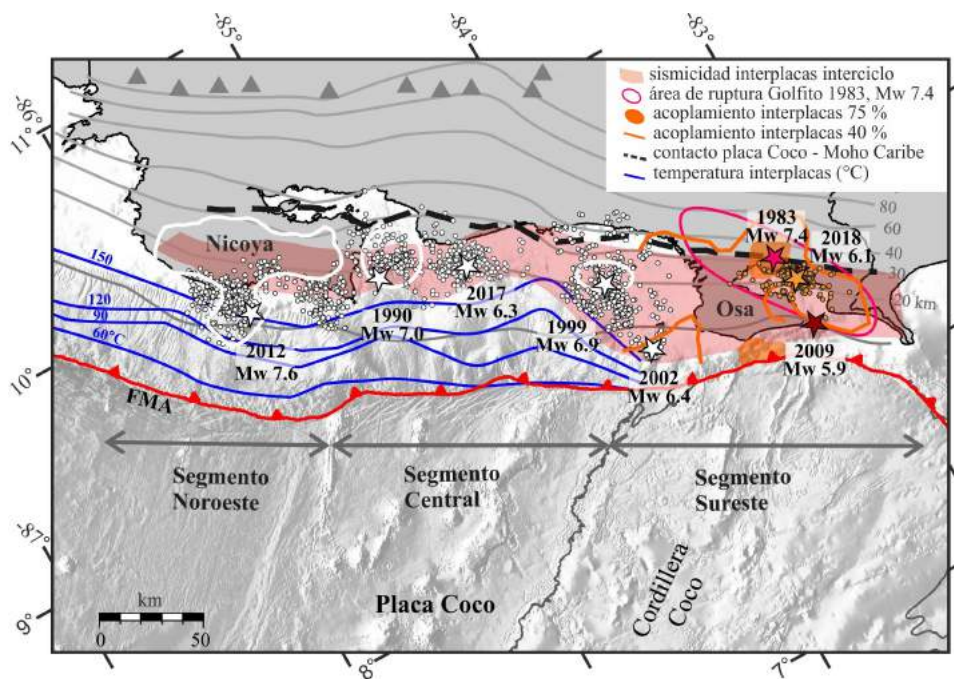 -85°
-84°
-83°
-86°
11°
sismicidad interplacas interciclo
área de ruptura Golfito 1983, Mw 7.4
acoplamiento interplacas 75 %
acoplamiento interplacas 40 %
contacto placa Coco - Moho Caribe
temperatura interplacas (°C)
80
60
40
30
20 km
1983
Mw 7.4
2018
Mw 6.1
Nicoya
Osa
150
120
90
60°C
2012
Mw 7.6
1990
Mw 7.0
2017
Mw 6.3
1999
Mw 6.9
2002
Mw 6.4
2009
Mw 5.9
10°
FMA
Segmento
Noroeste
Segmento
Central
Segmento
Sureste
-87°
Placa Coco
Cordillera
Coco
9°
km
0
50
8°
7°